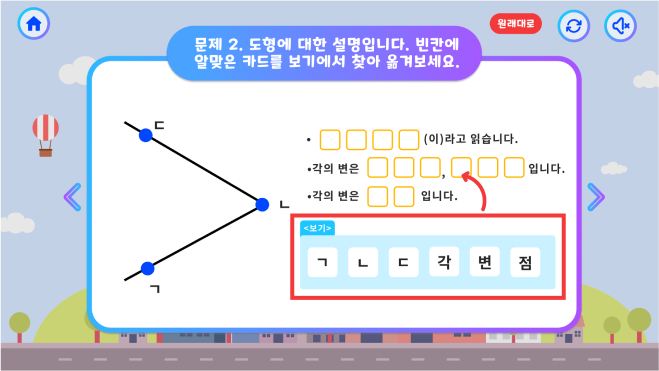 원래대로
문제 2. 도형에 대한 설명입니다. 빈칸에
알맞은 카드를 보기에서 찾아 옮겨보세요.
ㄷ
ㄴ
ㄱ
• (이)라고 읽습니다.
•각의 변은 , 입니다.
•각의 변은 입니다.
<보기>
ㄱ ㄴ ㄷ 각 변 점